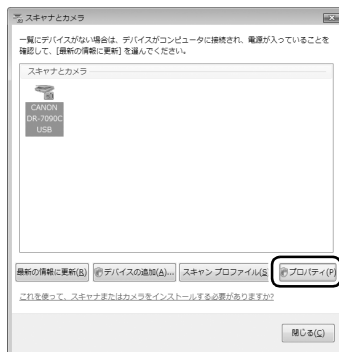 スキャナとカメラ
一覧にデバイスがない場合は、デバイスがコンピュータに接続され、電源が入っていることを
確認して、[最新の情報に更新] を選んでください。
スキャナとカメラ
CANON
DR-7090C
USB
最新の情報に更新(R) デバイスの追加(A)... スキャン プロファイル(S プロパティ(P)
これを使って、スキャナまたはカメラをインストールする必要がありますか?
閉じる(C)